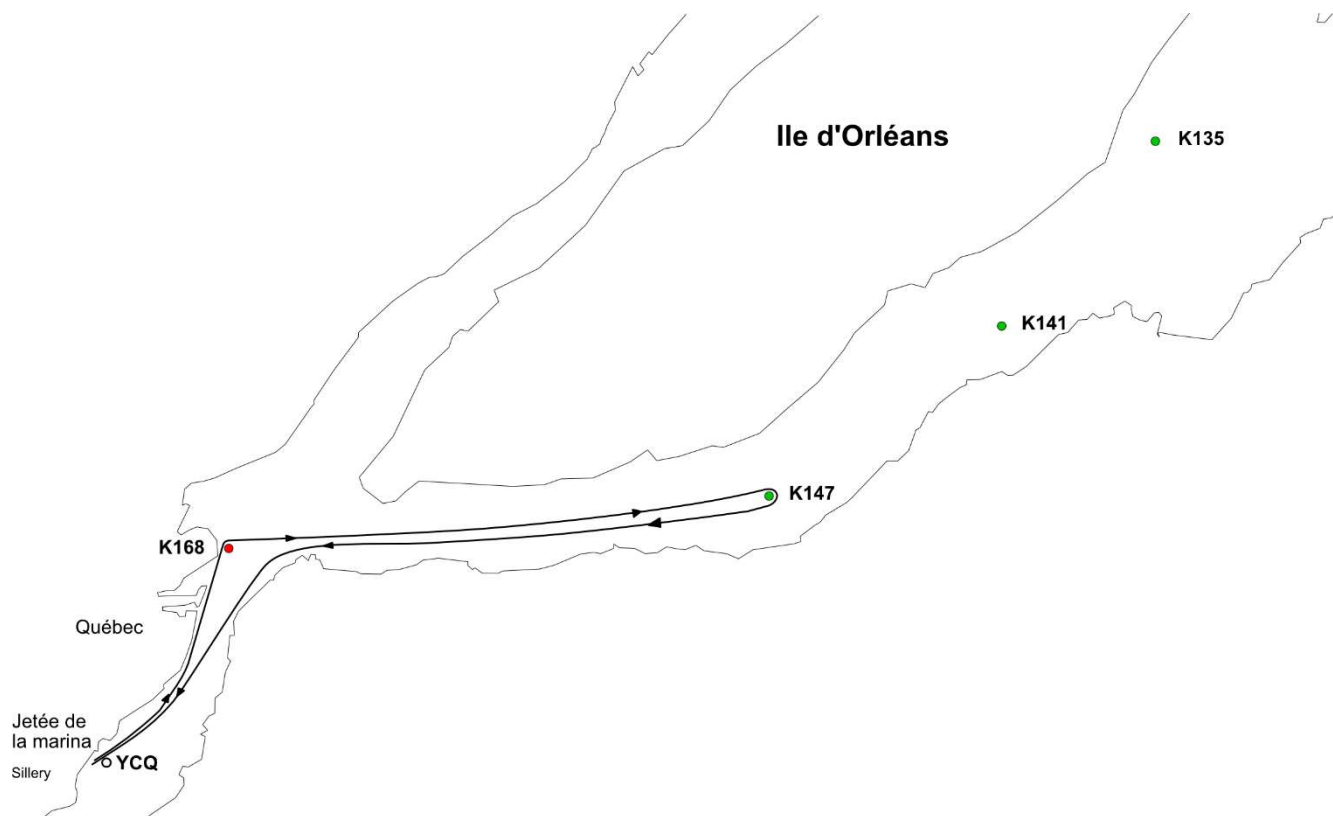 Ile d'Orléans
K135
K141
K147
K168
Québec
Jetée de
la marina
YCQ
Sillery